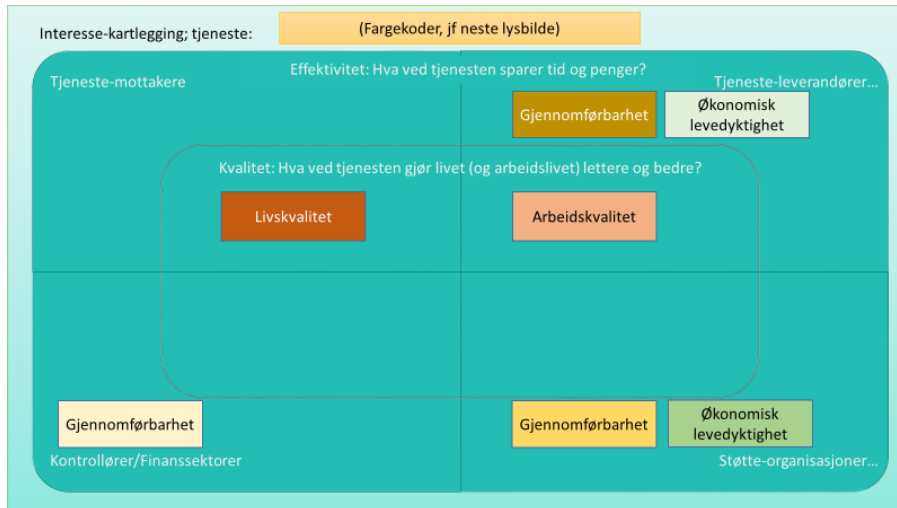 Interesse-kartlegging; tjeneste:
(Fargekoder, jf neste lysbilde)
Effektivitet: Hva ved tjenesten sparer tid og penger?
Tjeneste-mottakere
Tjeneste-leverandører...
Gjennomførbarhet
Økonomisk
levedyktighet
Kvalitet: Hva ved tjenesten gjør livet (og arbeidslivet) lettere og bedre?
Livskvalitet
Arbeidskvalitet
Gjennomførbarhet
Gjennomførbarhet
Økonomisk
levedyktighet
Kontrollører/Finanssektorer
Støtte-organisasjoner...